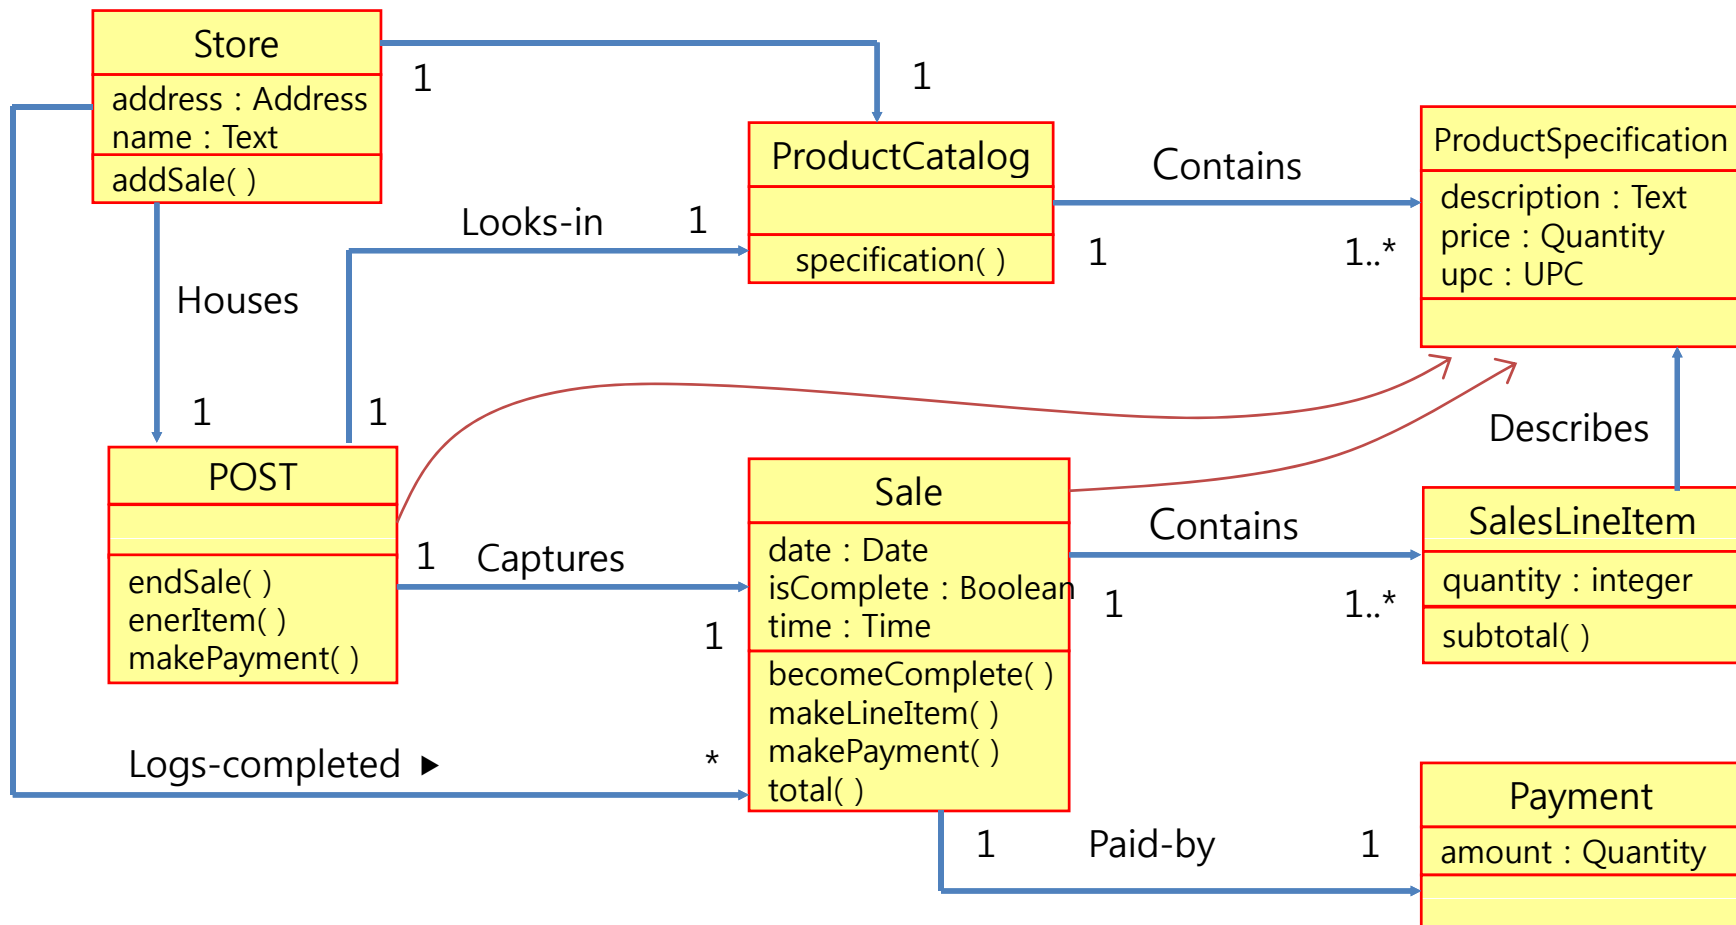 Store
address : Address
name : Text
addSale( )
1
1
ProductCatalog
specification( )
Contains
1
1..*
ProductSpecification
description : Text
price : Quantity
upc : UPC
Looks-in
1
1
Houses
1
POST
endSale( )
enerItem( )
makePayment( )
1
Captures
1
Sale
date : Date
isComplete : Boolean
time : Time
becomeComplete( )
makeLineItem( )
makePayment( )
total( )
Contains
1
1..*
Describes
SalesLineItem
quantity : integer
subtotal( )
Logs-completed ▶
*
1
Paid-by
1
Payment
amount : Quantity